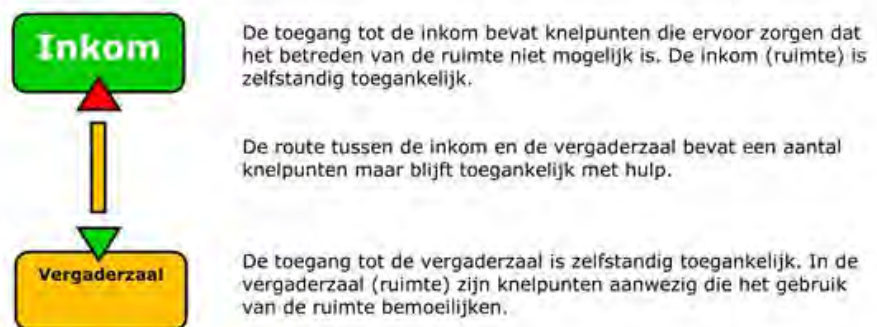 Inkom
De toegang tot de inkom bevat knelpunten die ervoor zorgen dat
het betreden van de ruimte niet mogelijk is. De inkom (ruimte) is
zelfstandig toegankelijk.
De route tussen de inkom en de vergaderzaal bevat een aantal
knelpunten maar blijft toegankelijk met hulp.
Vergaderzaal
De toegang tot de vergaderzaal is zelfstandig toegankelijk. In de
vergaderzaal (ruimte) zijn knelpunten aanwezig die het gebruik
van de ruimte bemoeilijken.